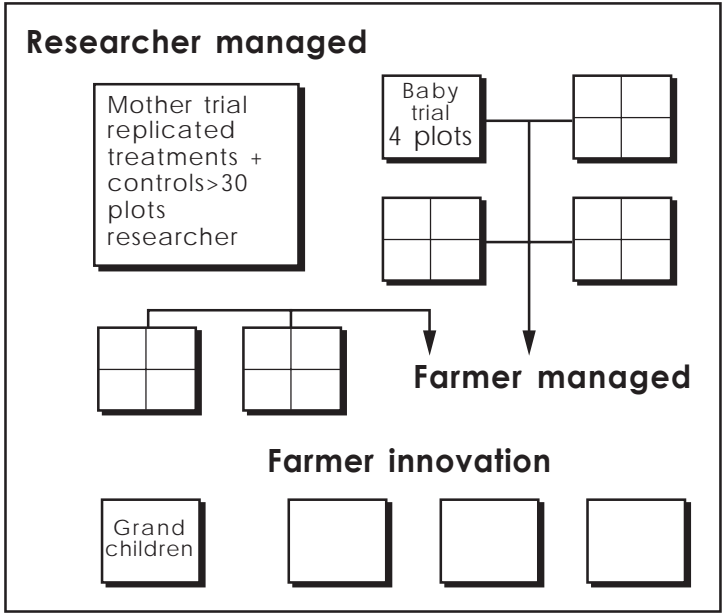 Researcher managed
Mother trial
replicated
treatments +
controls>30
plots
researcher
Baby
trial
4 plots
Farmer managed
Farmer innovation
Grand
children